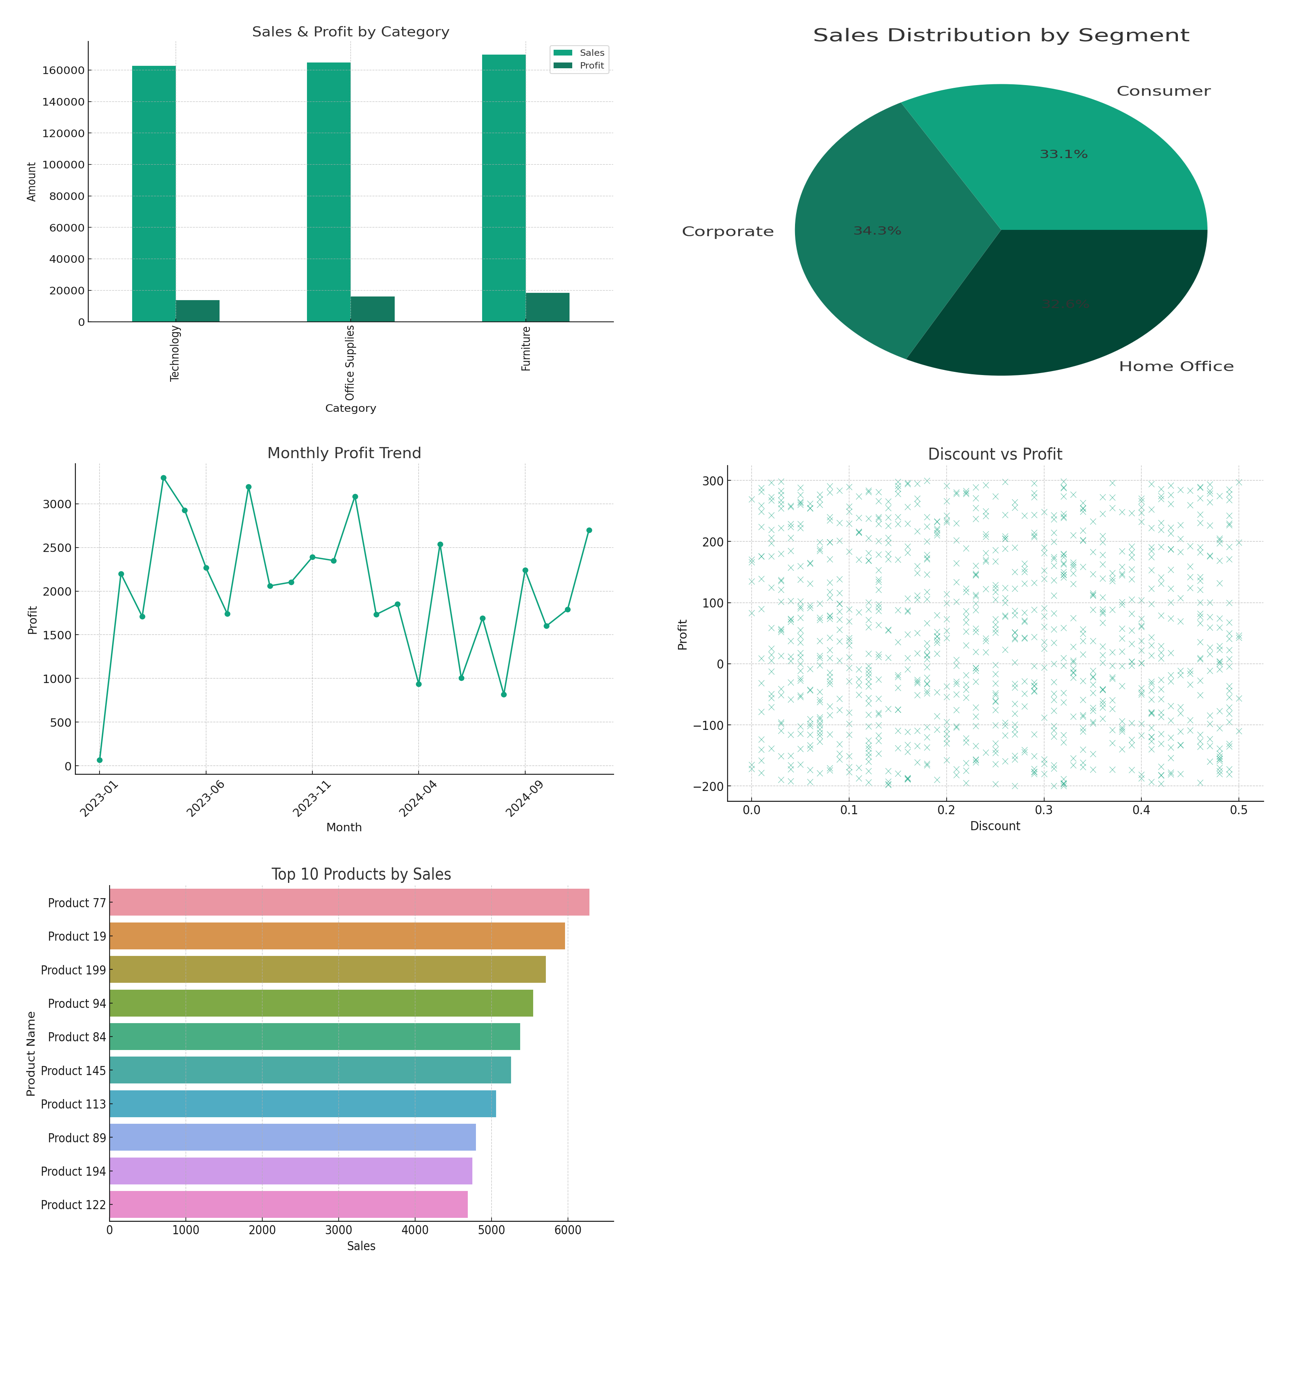 Sales & Profit by Category
Sales
Profit
160000
140000
120000
100000
80000
60000
40000
20000
0
Amount
Technology
Office Supplies
Furniture
Category
Sales Distribution by Segment
Consumer
33.1%
Corporate
34.3%
Home Office
Monthly Profit Trend
3000
2500
2000
1500
1000
500
0
Profit
2023-01
2023-06
2023-11
2024-04
2024-09
Month
Discount vs Profit
300
200
100
0
−100
−200
Profit
0.0
0.1
0.2
0.3
0.4
0.5
Discount
Top 10 Products by Sales
Product 77
Product 19
Product 199
Product 94
Product 84
Product 145
Product 113
Product 89
Product 194
Product 122
Product Name
0
1000
2000
3000
4000
5000
6000
Sales